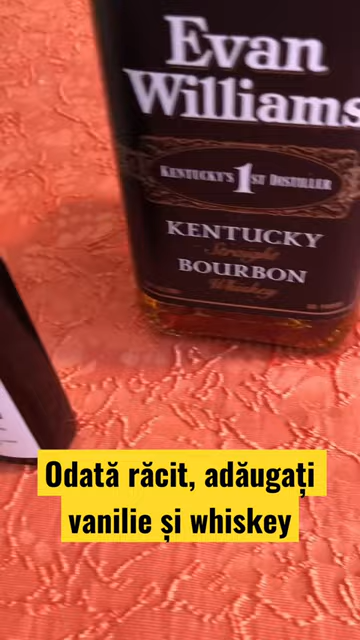 Evan
Williams
KENTUCKY'S 1ST DISTILLER
KENTUCKY
Straight
BOURBON
Whiskey
Odată răcit, adăugați
vanilie și whiskey